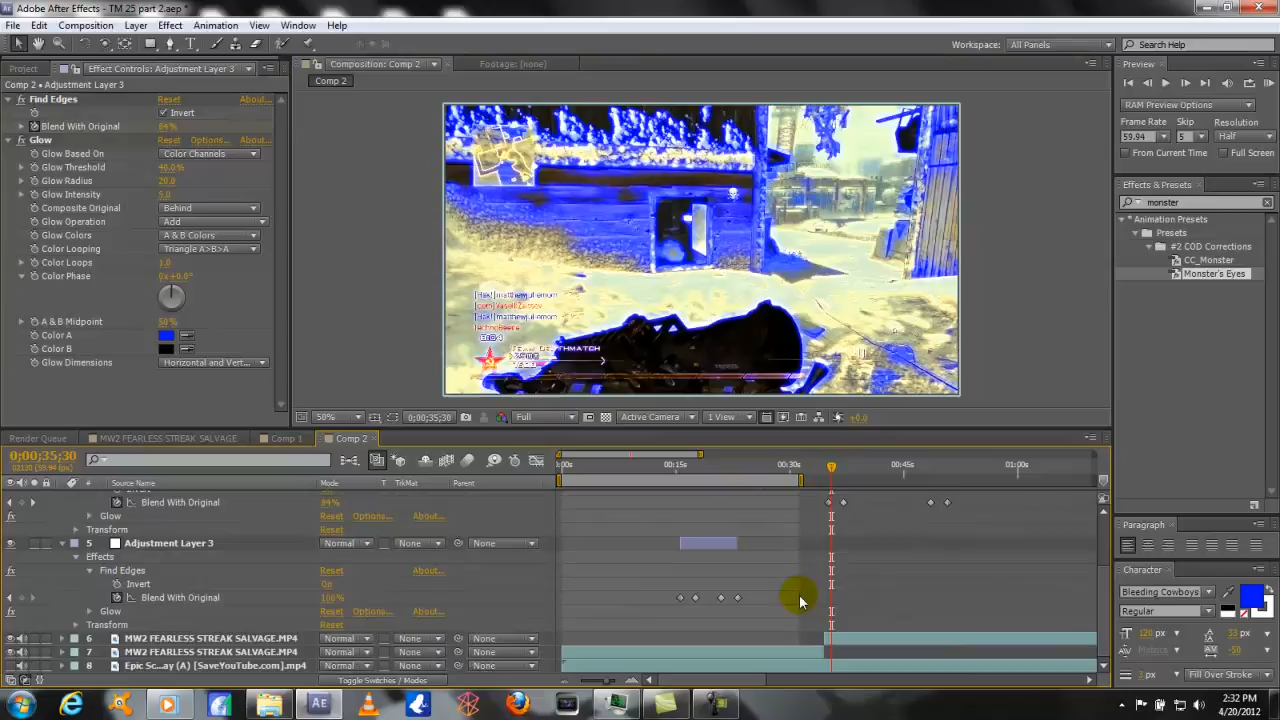 Adobe After Effects - TM 25 part 2.aep *
File Edit Composition Layer Effect Animation View Window Help
Workspace: All Panels Search Help
Project Effect Controls: Adjustment Layer 3
Comp 2 • Adjustment Layer 3
Find Edges Reset About...
Invert
Blend With Original 84%
Glow Reset Options... About...
Glow Based On Color Channels
Glow Threshold 40.0%
Glow Radius 20.0
Glow Intensity 5.0
Composite Original Behind
Glow Operation Add
Glow Colors A & B Colors
Color Looping Triangle A>B>A
Color Loops 1.0
Color Phase 0x+0.0°
A & B Midpoint 50%
Color A
Color B
Glow Dimensions Horizontal and Vert...
Composition: Comp 2 Footage: (none)
Comp 2
50% 0;00;35;30 Full Active Camera 1 View +0.0
Preview
RAM Preview Options
Frame Rate Skip Resolution
59.94 5 Half
From Current Time Full Screen
Effects & Presets
monster
Animation Presets
Presets
#2 COD Corrections
CC_Monster
Monster's Eyes
Paragraph
Character
Bleeding Cowboys
Regular
120 px 33 px
Metrics -50
3 px Fill Over Stroke
Render Queue MW2 FEARLESS STREAK SALVAGE Comp 1 Comp 2
0;00;35;30
02130 (59.94 fps)
# Source Name Mode T TrkMat Parent
:00s 00:15s 00:30s 00:45s 01:00s
Blend With Original 84%
Glow Reset Options... About...
Transform Reset
5 Adjustment Layer 3 Normal None None
Effects
Find Edges Reset About...
Invert On
Blend With Original 100%
Glow Reset Options... About...
Transform Reset
6 MW2 FEARLESS STREAK SALVAGE.MP4 Normal None None
7 MW2 FEARLESS STREAK SALVAGE.MP4 Normal None None
8 Epic Sc...ay (A) [SaveYouTube.com].mp4 Normal None None
Toggle Switches / Modes
2:32 PM
4/20/2012